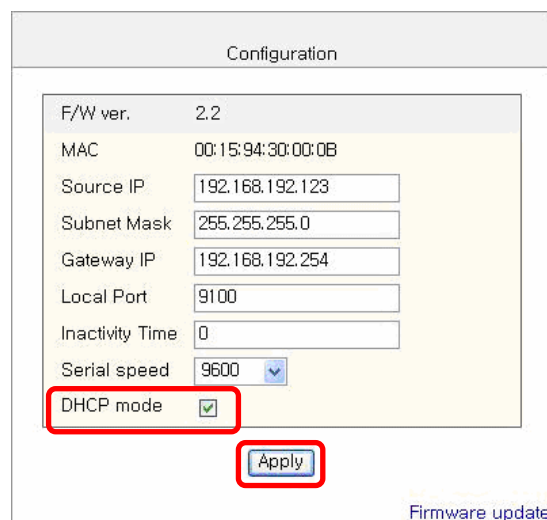 Configuration
F/W ver. 2.2
MAC 00:15:94:30:00:0B
Source IP 192.168.192.123
Subnet Mask 255.255.255.0
Gateway IP 192.168.192.254
Local Port 9100
Inactivity Time 0
Serial speed 9600
DHCP mode
Apply
Firmware update